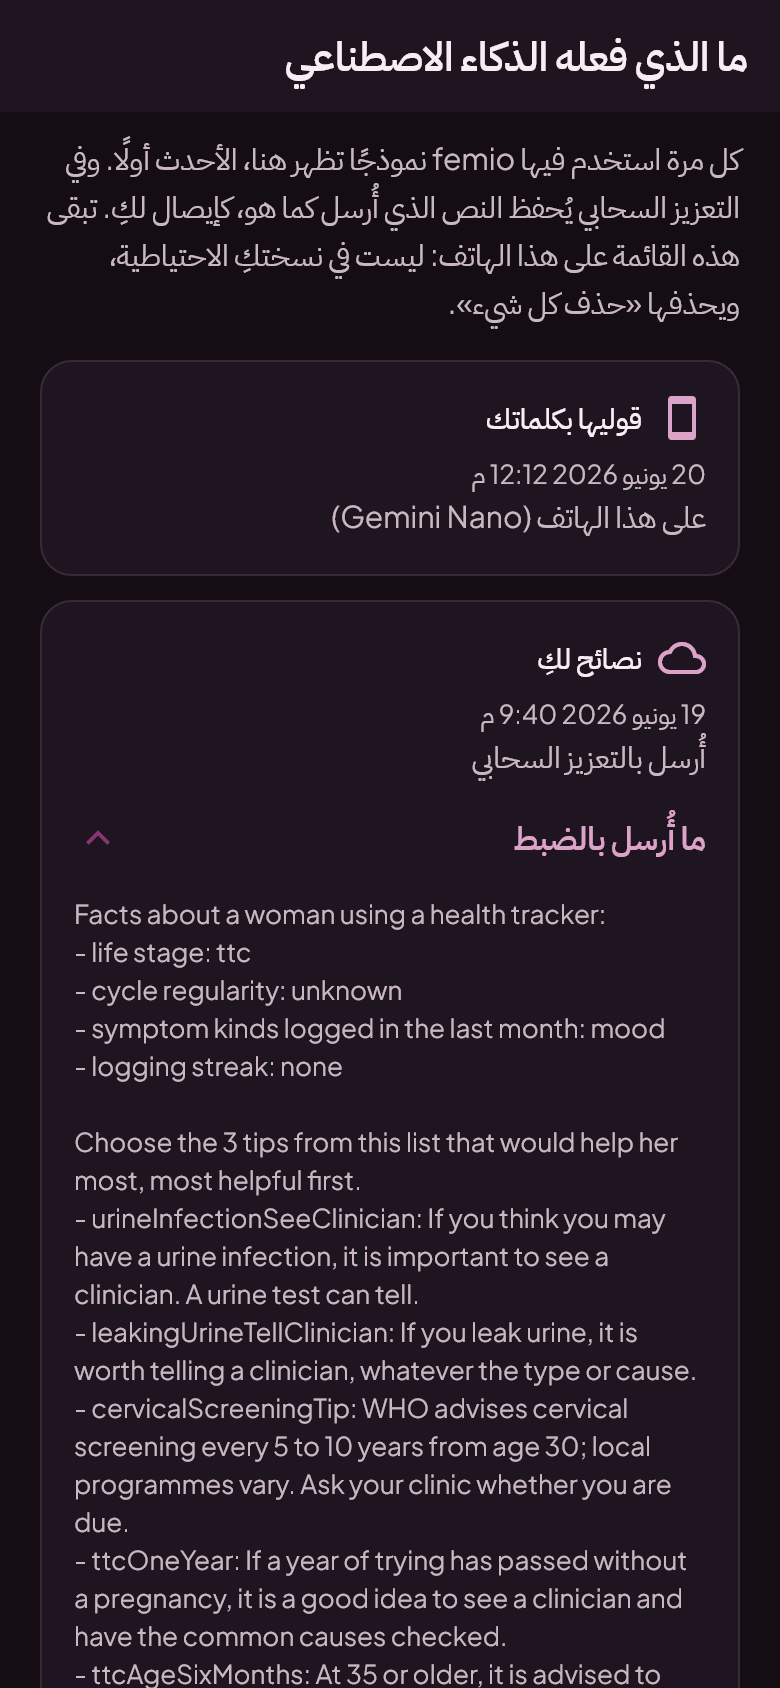 ما الذي فعله الذكاء الاصطناعي
كل مرة استخدم فيها femio نموذجًا تظهر هنا، الأحدث أولًا. وفي
التعزيز السحابي يُحفظ النص الذي أُرسل كما هو، كإيصال لكِ. تبقى
هذه القائمة على هذا الهاتف: ليست في نسختكِ الاحتياطية،
ويحذفها «حذف كل شيء».
قوليها بكلماتك
20 يونيو 2026 12:12 م
على هذا الهاتف (Gemini Nano)
نصائح لكِ
19 يونيو 2026 9:40 م
أُرسل بالتعزيز السحابي
ما أُرسل بالضبط
Facts about a woman using a health tracker:
- life stage: ttc
- cycle regularity: unknown
- symptom kinds logged in the last month: mood
- logging streak: none
Choose the 3 tips from this list that would help her
most, most helpful first.
- urineInfectionSeeClinician: If you think you may
have a urine infection, it is important to see a
clinician. A urine test can tell.
- leakingUrineTellClinician: If you leak urine, it is
worth telling a clinician, whatever the type or cause.
- cervicalScreeningTip: WHO advises cervical
screening every 5 to 10 years from age 30; local
programmes vary. Ask your clinic whether you are
due.
- ttcOneYear: If a year of trying has passed without
a pregnancy, it is a good idea to see a clinician and
have the common causes checked.
- ttcAgeSixMonths: At 35 or older, it is advised to